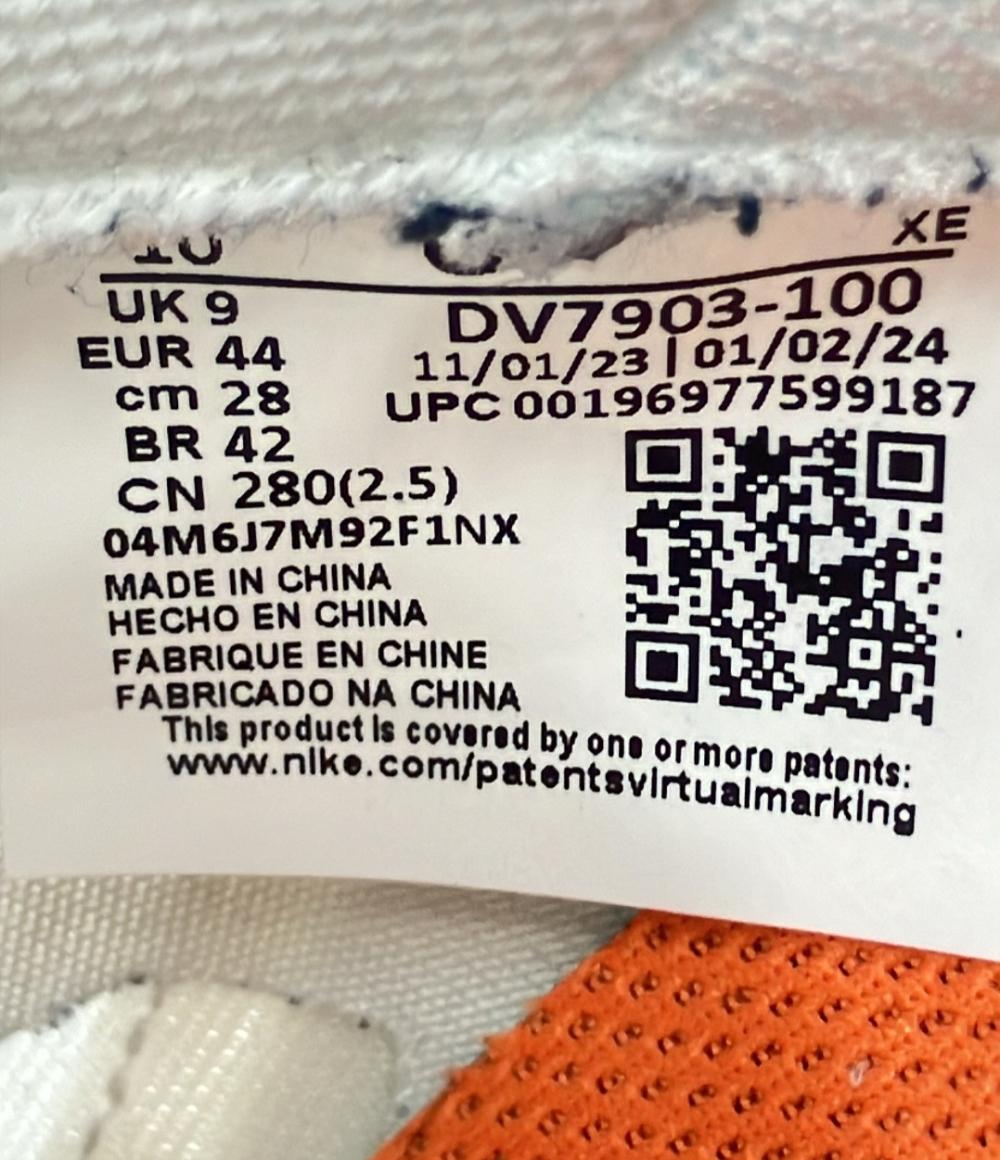 10
XE
UK 9
DV7903-100
EUR 44
11/01/23 | 01/02/24
cm 28
UPC 00196977599187
BR 42
CN 280(2.5)
04M6J7M92F1NX
MADE IN CHINA
HECHO EN CHINA
FABRIQUE EN CHINE
FABRICADO NA CHINA
This product is covered by one or more patents:
www.nike.com/patentsvirtualmarking